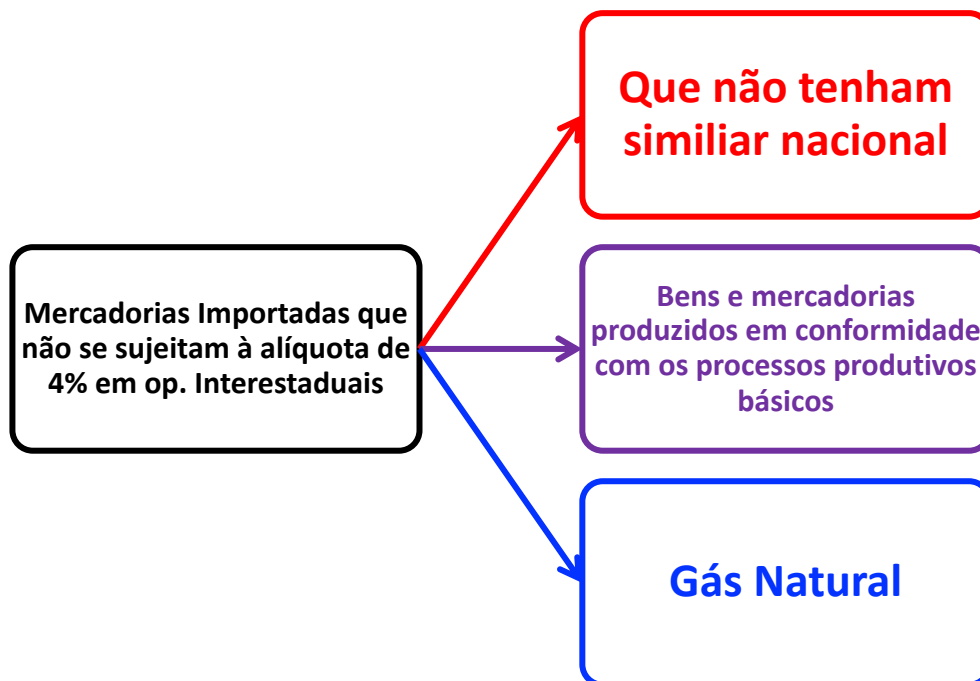 Que não tenham
similiar nacional
Mercadorias Importadas que
não se sujeitam à alíquota de
4% em op. Interestaduais
Bens e mercadorias
produzidos em conformidade
com os processos produtivos
básicos
Gás Natural